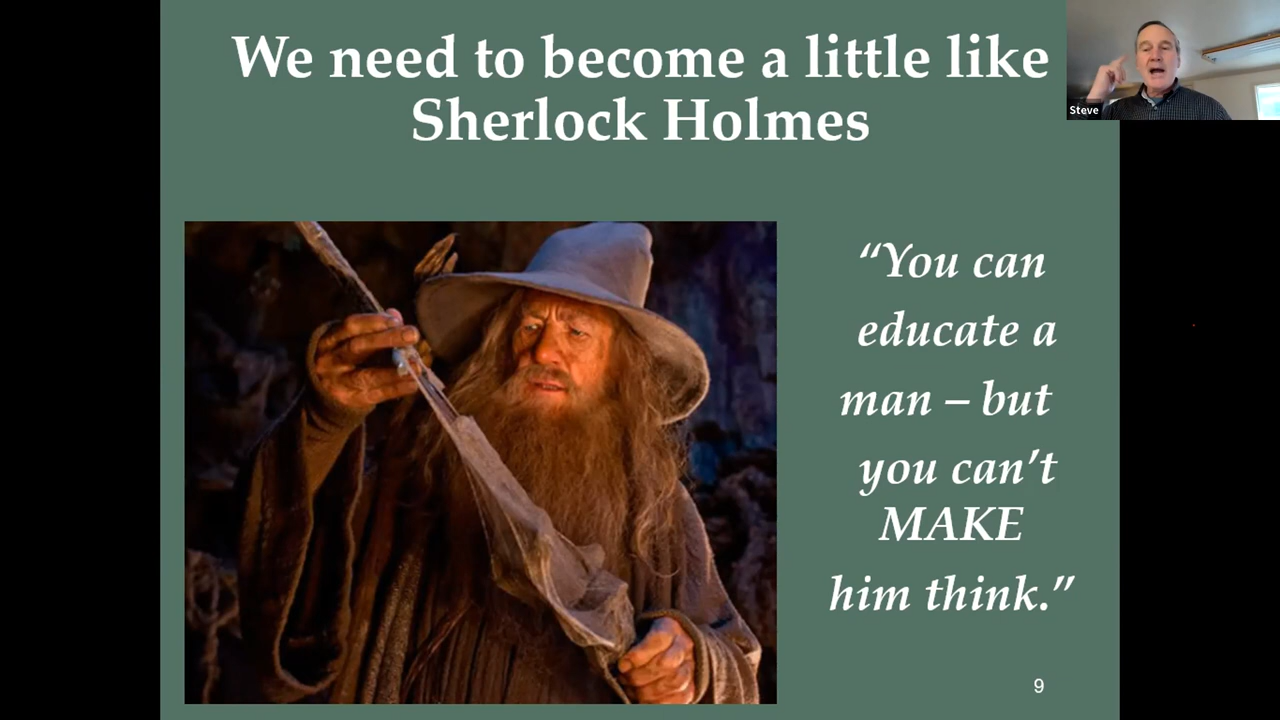 We need to become a little like
Sherlock Holmes
Steve
“You can
educate a
man – but
you can’t
MAKE
him think.”
9